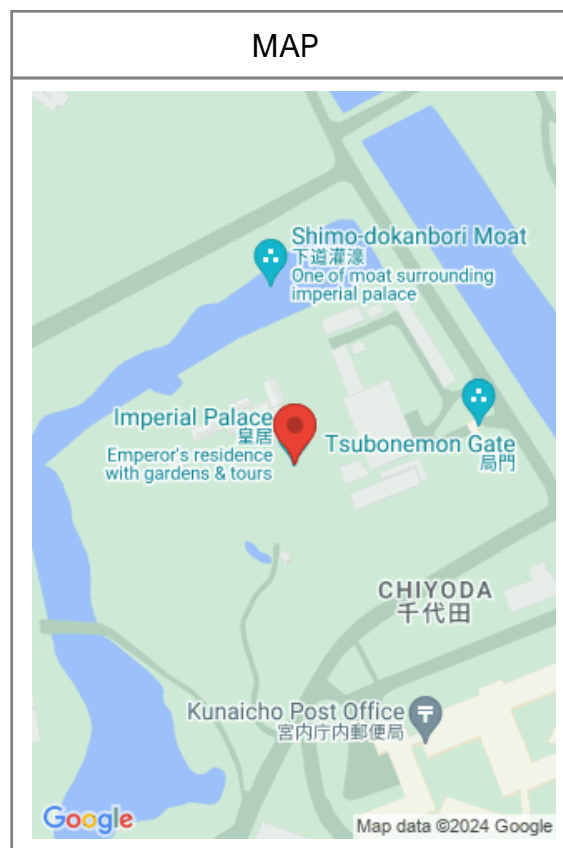 MAP
Shimo-dokanbori Moat
下道灌濠
One of moat surrounding
imperial palace
Imperial Palace
皇居
Emperor's residence
with gardens & tours
Tsubonemon Gate
局門
CHIYODA
千代田
Kunaicho Post Office
宮内庁内郵便局
Google
Map data ©2024 Google